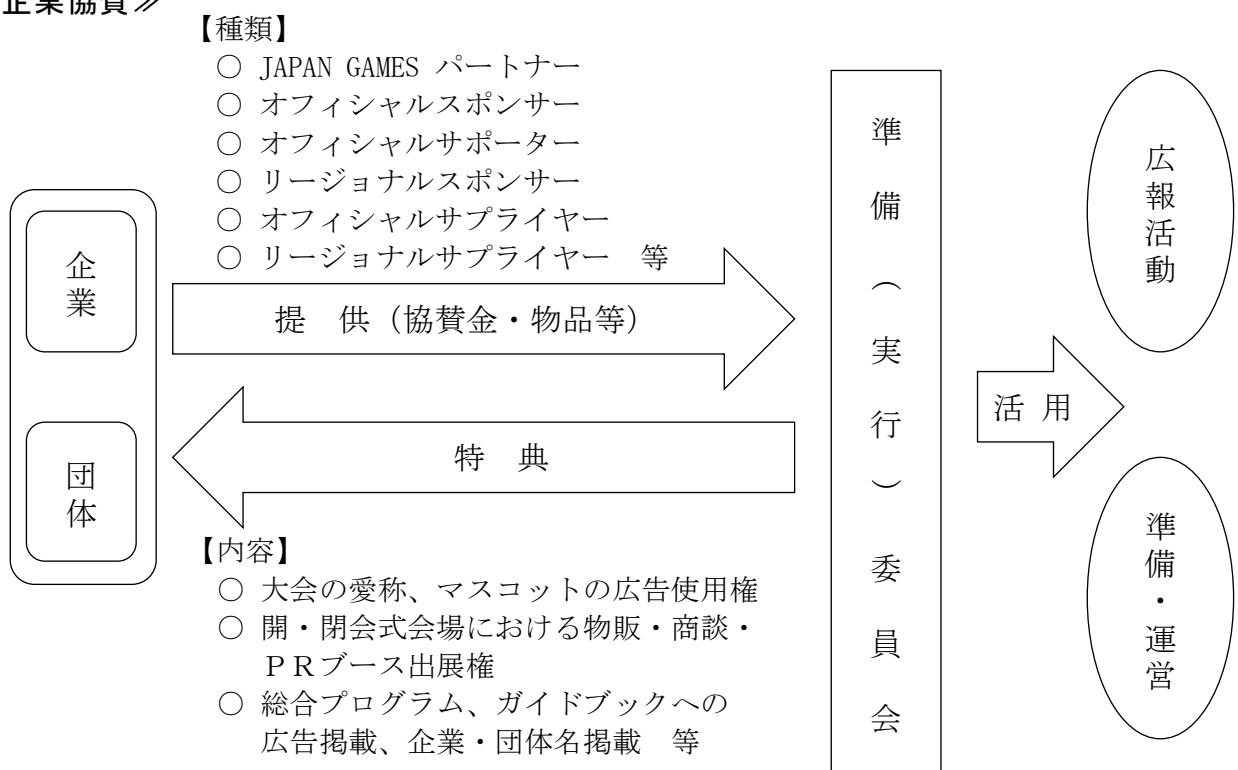 企業協賛≫
【種類】
○ JAPAN GAMES パートナー
○ オフィシャルスポンサー
○ オフィシャルサポーター
○ リージョナルスポンサー
○ オフィシャルサプライヤー
○ リージョナルサプライヤー 等
企業
団体
提 供（協賛金・物品等）
特 典
【内容】
○ 大会の愛称、マスコットの広告使用権
○ 開・閉会式会場における物販・商談・
ＰＲブース出展権
○ 総合プログラム、ガイドブックへの
広告掲載、企業・団体名掲載 等
準備（実行）委員会
活 用
広報活動
準備・運営